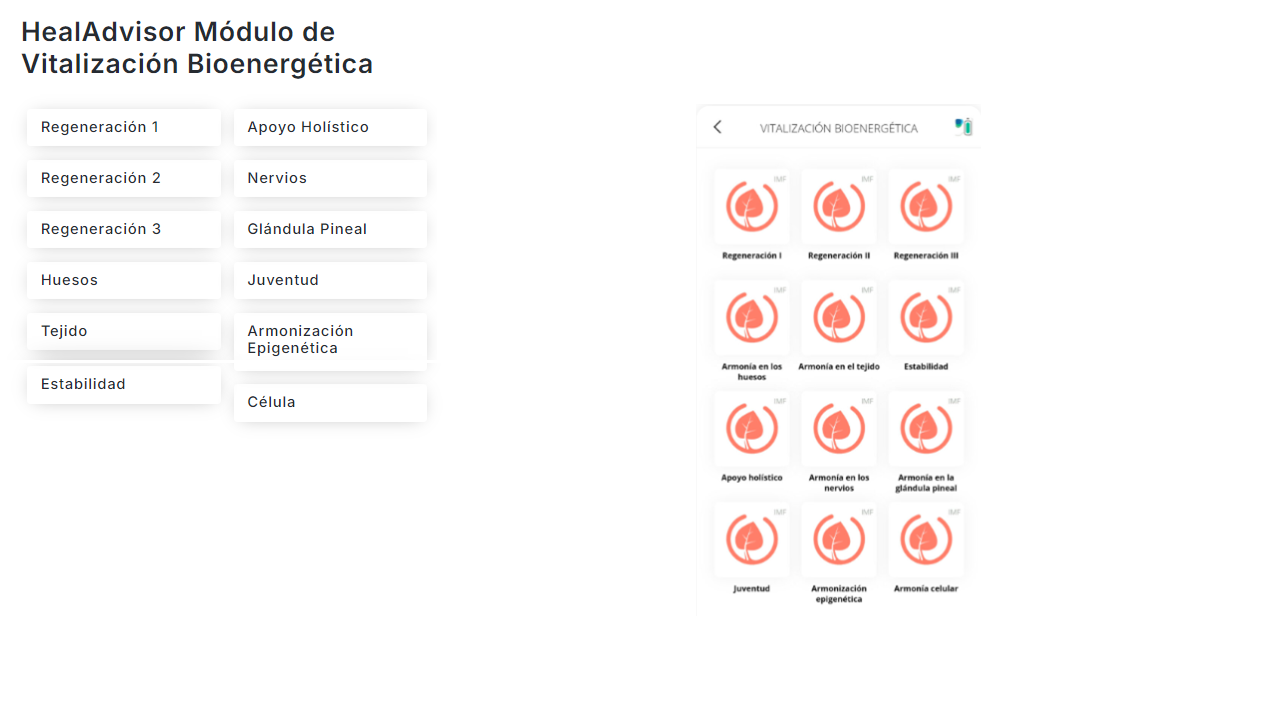 HealAdvisor Módulo de
Vitalización Bioenergética
Regeneración 1
Regeneración 2
Regeneración 3
Huesos
Tejido
Estabilidad
Apoyo Holístico
Nervios
Glándula Pineal
Juventud
Armonización
Epigenética
Célula
VITALIZACIÓN BIOENERGÉTICA
IMF
IMF
IMF
Regeneración I
Regeneración II
Regeneración III
IMF
IMF
IMF
Armonía en los
huesos
Armonía en el tejido
Estabilidad
IMF
IMF
IMF
Apoyo holístico
Armonía en los
nervios
Armonía en la
glándula pineal
IMF
IMF
IMF
Juventud
Armonización
epigenética
Armonía celular